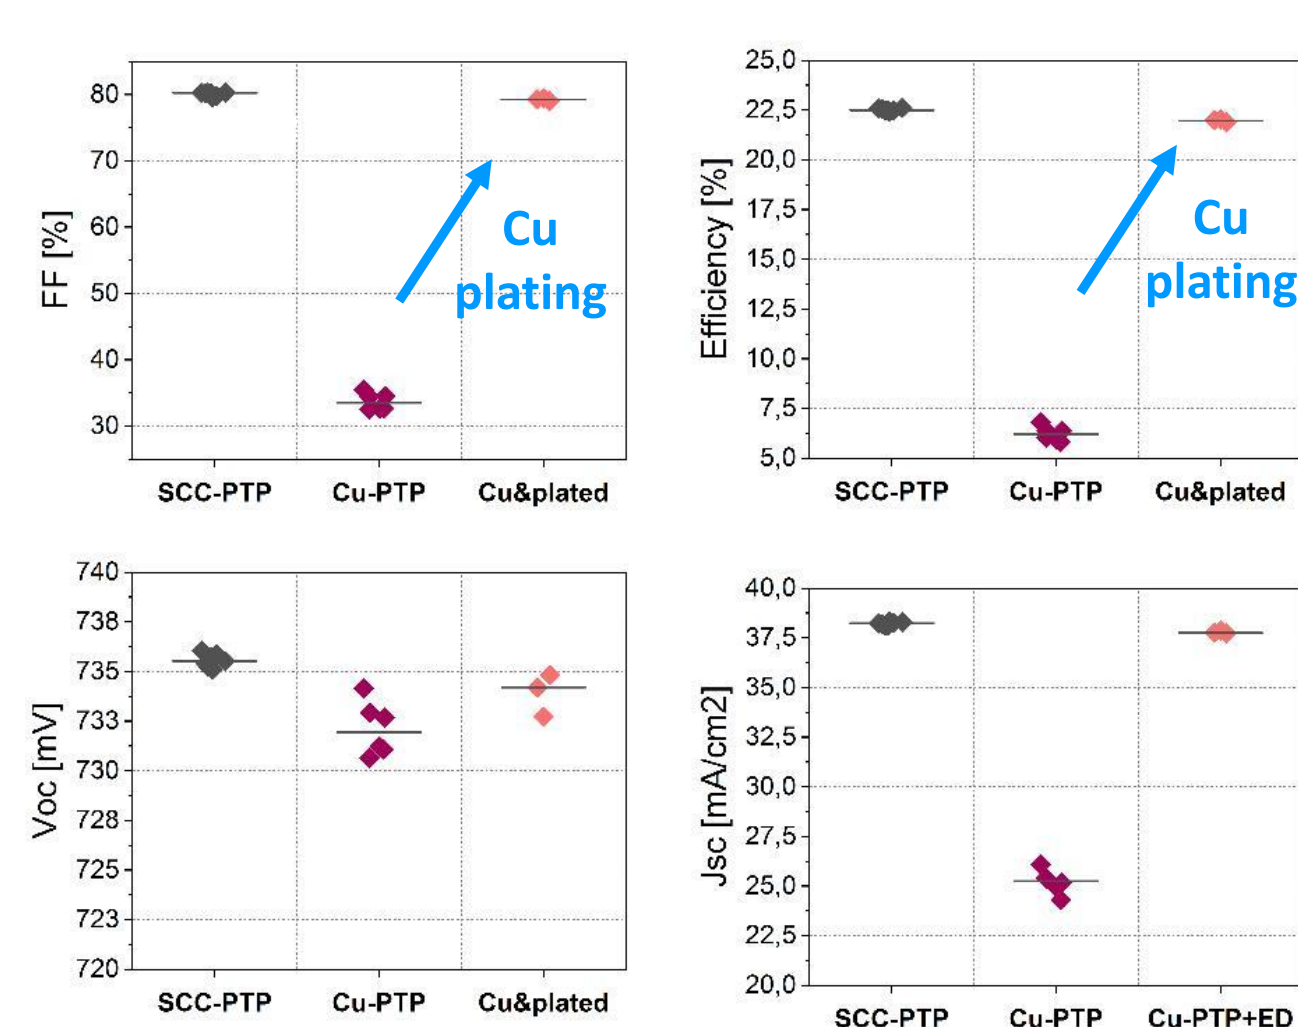 FF [%]
80
70
60
50
40
30
Cu
plating
SCC-PTP Cu-PTP Cu&plated
Efficiency [%]
25,0
22,5
20,0
17,5
15,0
12,5
10,0
7,5
5,0
Cu
plating
SCC-PTP Cu-PTP Cu&plated
Voc [mV]
740
738
735
733
730
728
725
723
720
SCC-PTP Cu-PTP Cu&plated
Jsc [mA/cm2]
40,0
37,5
35,0
32,5
30,0
27,5
25,0
22,5
20,0
SCC-PTP Cu-PTP Cu-PTP+ED